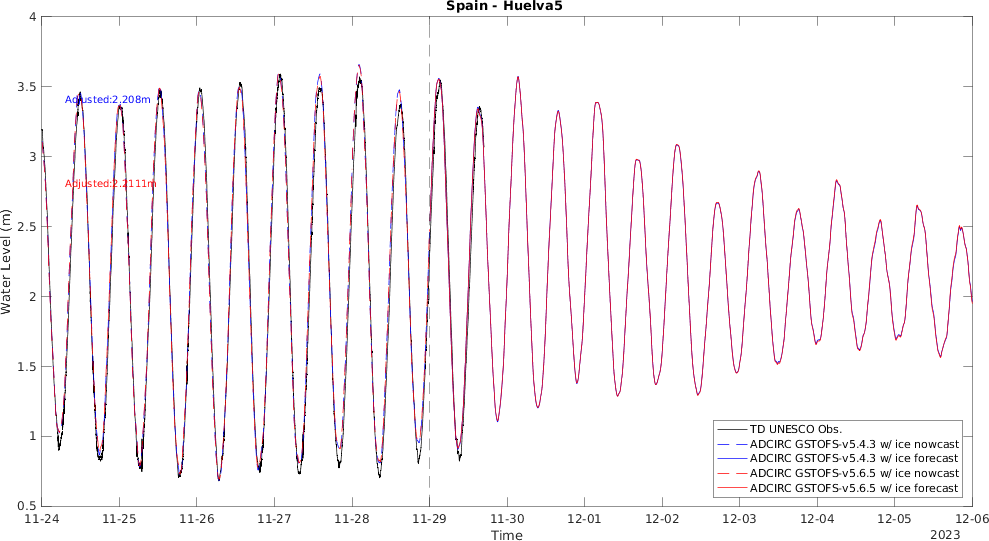 Spain - Huelva5
4
3.5
3
2.5
2
1.5
1
0.5
Water Level (m)
Adjusted:2.208m
Adjusted:2.2111m
TD UNESCO Obs.
ADCIRC GSTOFS-v5.4.3 w/ ice nowcast
ADCIRC GSTOFS-v5.4.3 w/ ice forecast
ADCIRC GSTOFS-v5.6.5 w/ ice nowcast
ADCIRC GSTOFS-v5.6.5 w/ ice forecast
11-24 11-25 11-26 11-27 11-28 11-29 11-30 12-01 12-02 12-03 12-04 12-05 12-06
Time
2023